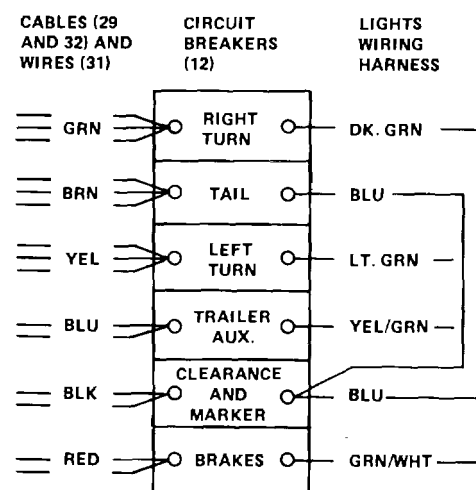 CABLES (29 AND 32) AND WIRES (31)
CIRCUIT BREAKERS (12)
LIGHTS WIRING HARNESS
GRN RIGHT TURN DK. GRN
BRN TAIL BLU
YEL LEFT TURN LT. GRN
BLU TRAILER AUX. YEL/GRN
BLK CLEARANCE AND MARKER BLU
RED BRAKES GRN/WHT